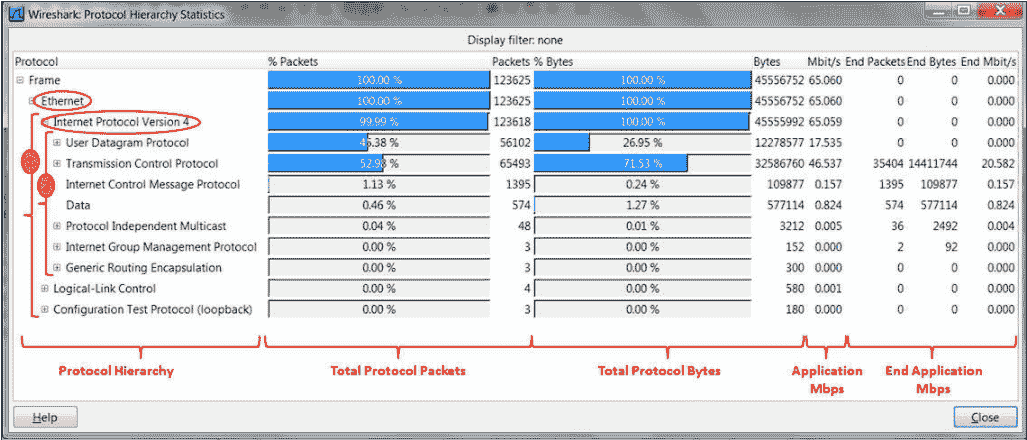 Wireshark: Protocol Hierarchy Statistics
Display filter: none
Protocol % Packets Packets % Bytes Bytes Mbit/s End Packets End Bytes End Mbit/s
Frame 100.00 % 123625 100.00 % 45556752 65.060 0 0 0.000
Ethernet 100.00 % 123625 100.00 % 45556752 65.060 0 0 0.000
Internet Protocol Version 4 99.99 % 123618 100.00 % 45555992 65.059 0 0 0.000
User Datagram Protocol 45.38 % 56102 26.95 % 12278577 17.535 0 0 0.000
Transmission Control Protocol 52.98 % 65493 71.53 % 32586760 46.537 35404 14411744 20.582
Internet Control Message Protocol 1.13 % 1395 0.24 % 109877 0.157 1395 109877 0.157
Data 0.46 % 574 1.27 % 577114 0.824 574 577114 0.824
Protocol Independent Multicast 0.04 % 48 0.01 % 3212 0.005 36 2492 0.004
Internet Group Management Protocol 0.00 % 3 0.00 % 152 0.000 2 92 0.000
Generic Routing Encapsulation 0.00 % 3 0.00 % 300 0.000 0 0 0.000
Logical-Link Control 0.00 % 4 0.00 % 580 0.001 0 0 0.000
Configuration Test Protocol (loopback) 0.00 % 3 0.00 % 180 0.000 0 0 0.000
Protocol Hierarchy Total Protocol Packets Total Protocol Bytes Application End Application
Mbps Mbps
Help Close